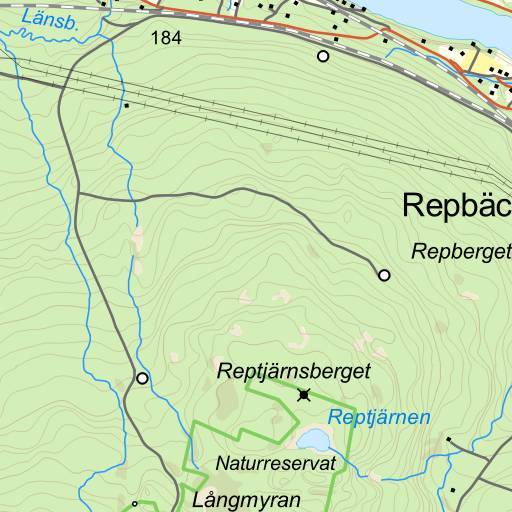 Länsb.
184
Repbäc
Repberget
Reptjärnsberget
Reptjärnen
Naturreservat
Långmyran